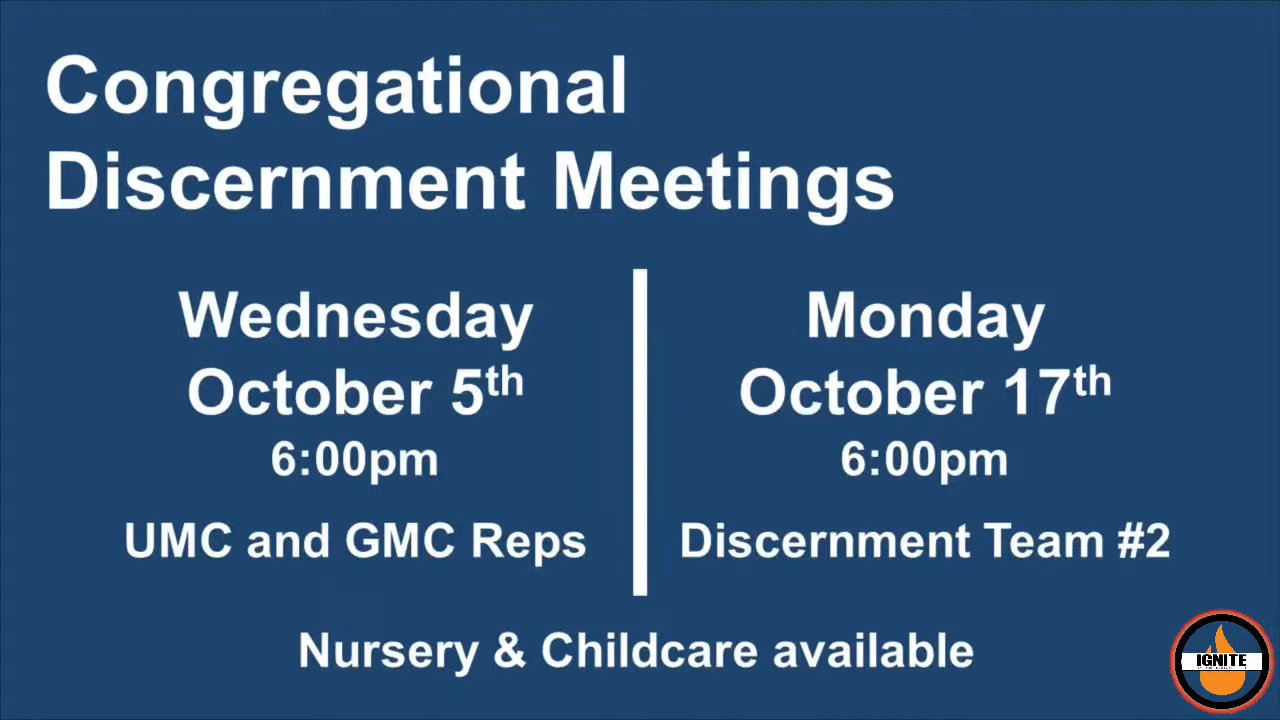 Congregational
Discernment Meetings
Wednesday
October 5th
6:00pm
UMC and GMC Reps
Monday
October 17th
6:00pm
Discernment Team #2
Nursery & Childcare available
IGNITE